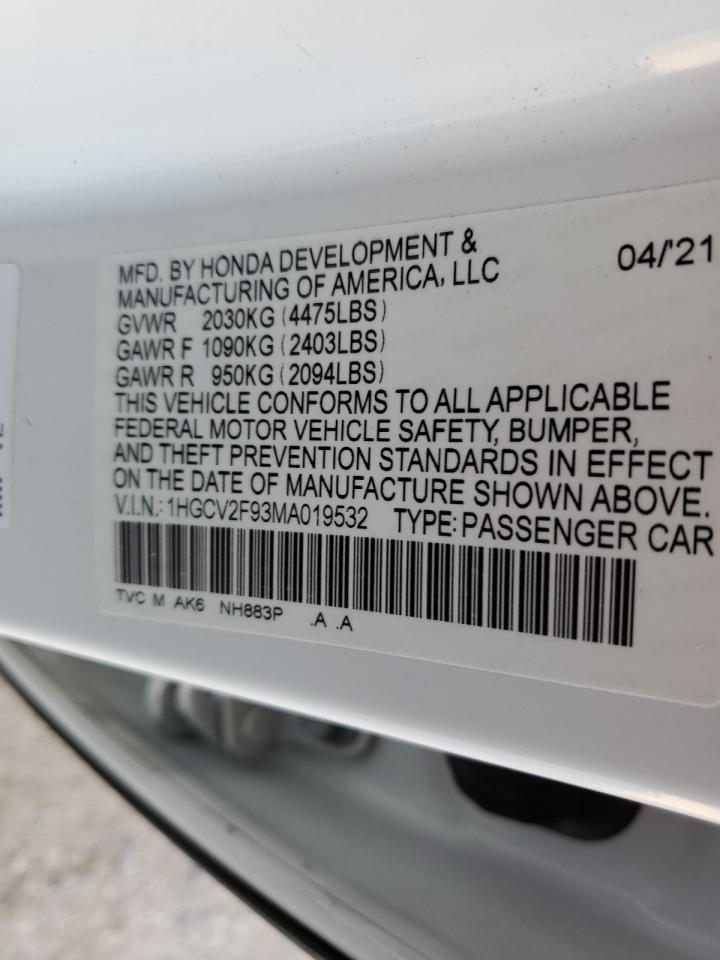 MFD. BY HONDA DEVELOPMENT & 04/'21
MANUFACTURING OF AMERICA, LLC
GVWR 2030KG (4475LBS)
GAWR F 1090KG (2403LBS)
GAWR R 950KG (2094LBS)
THIS VEHICLE CONFORMS TO ALL APPLICABLE
FEDERAL MOTOR VEHICLE SAFETY, BUMPER,
AND THEFT PREVENTION STANDARDS IN EFFECT
ON THE DATE OF MANUFACTURE SHOWN ABOVE.
V.I.N.: 1HGCV2F93MA019532 TYPE: PASSENGER CAR
TVC M AK6 NH883P .A .A